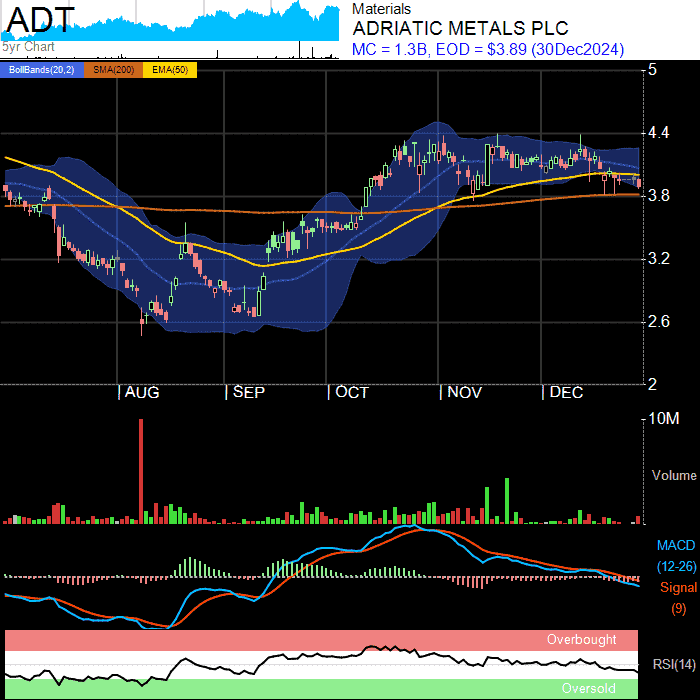 ADT
5yr Chart
Materials
ADRIATIC METALS PLC
MC = 1.3B, EOD = $3.89 (30Dec2024)
BollBands(20,2) SMA(200) EMA(50)
5
4.4
3.8
3.2
2.6
2
AUG SEP OCT NOV DEC
10M
Volume
MACD
(12-26)
Signal
(9)
Overbought
RSI(14)
Oversold